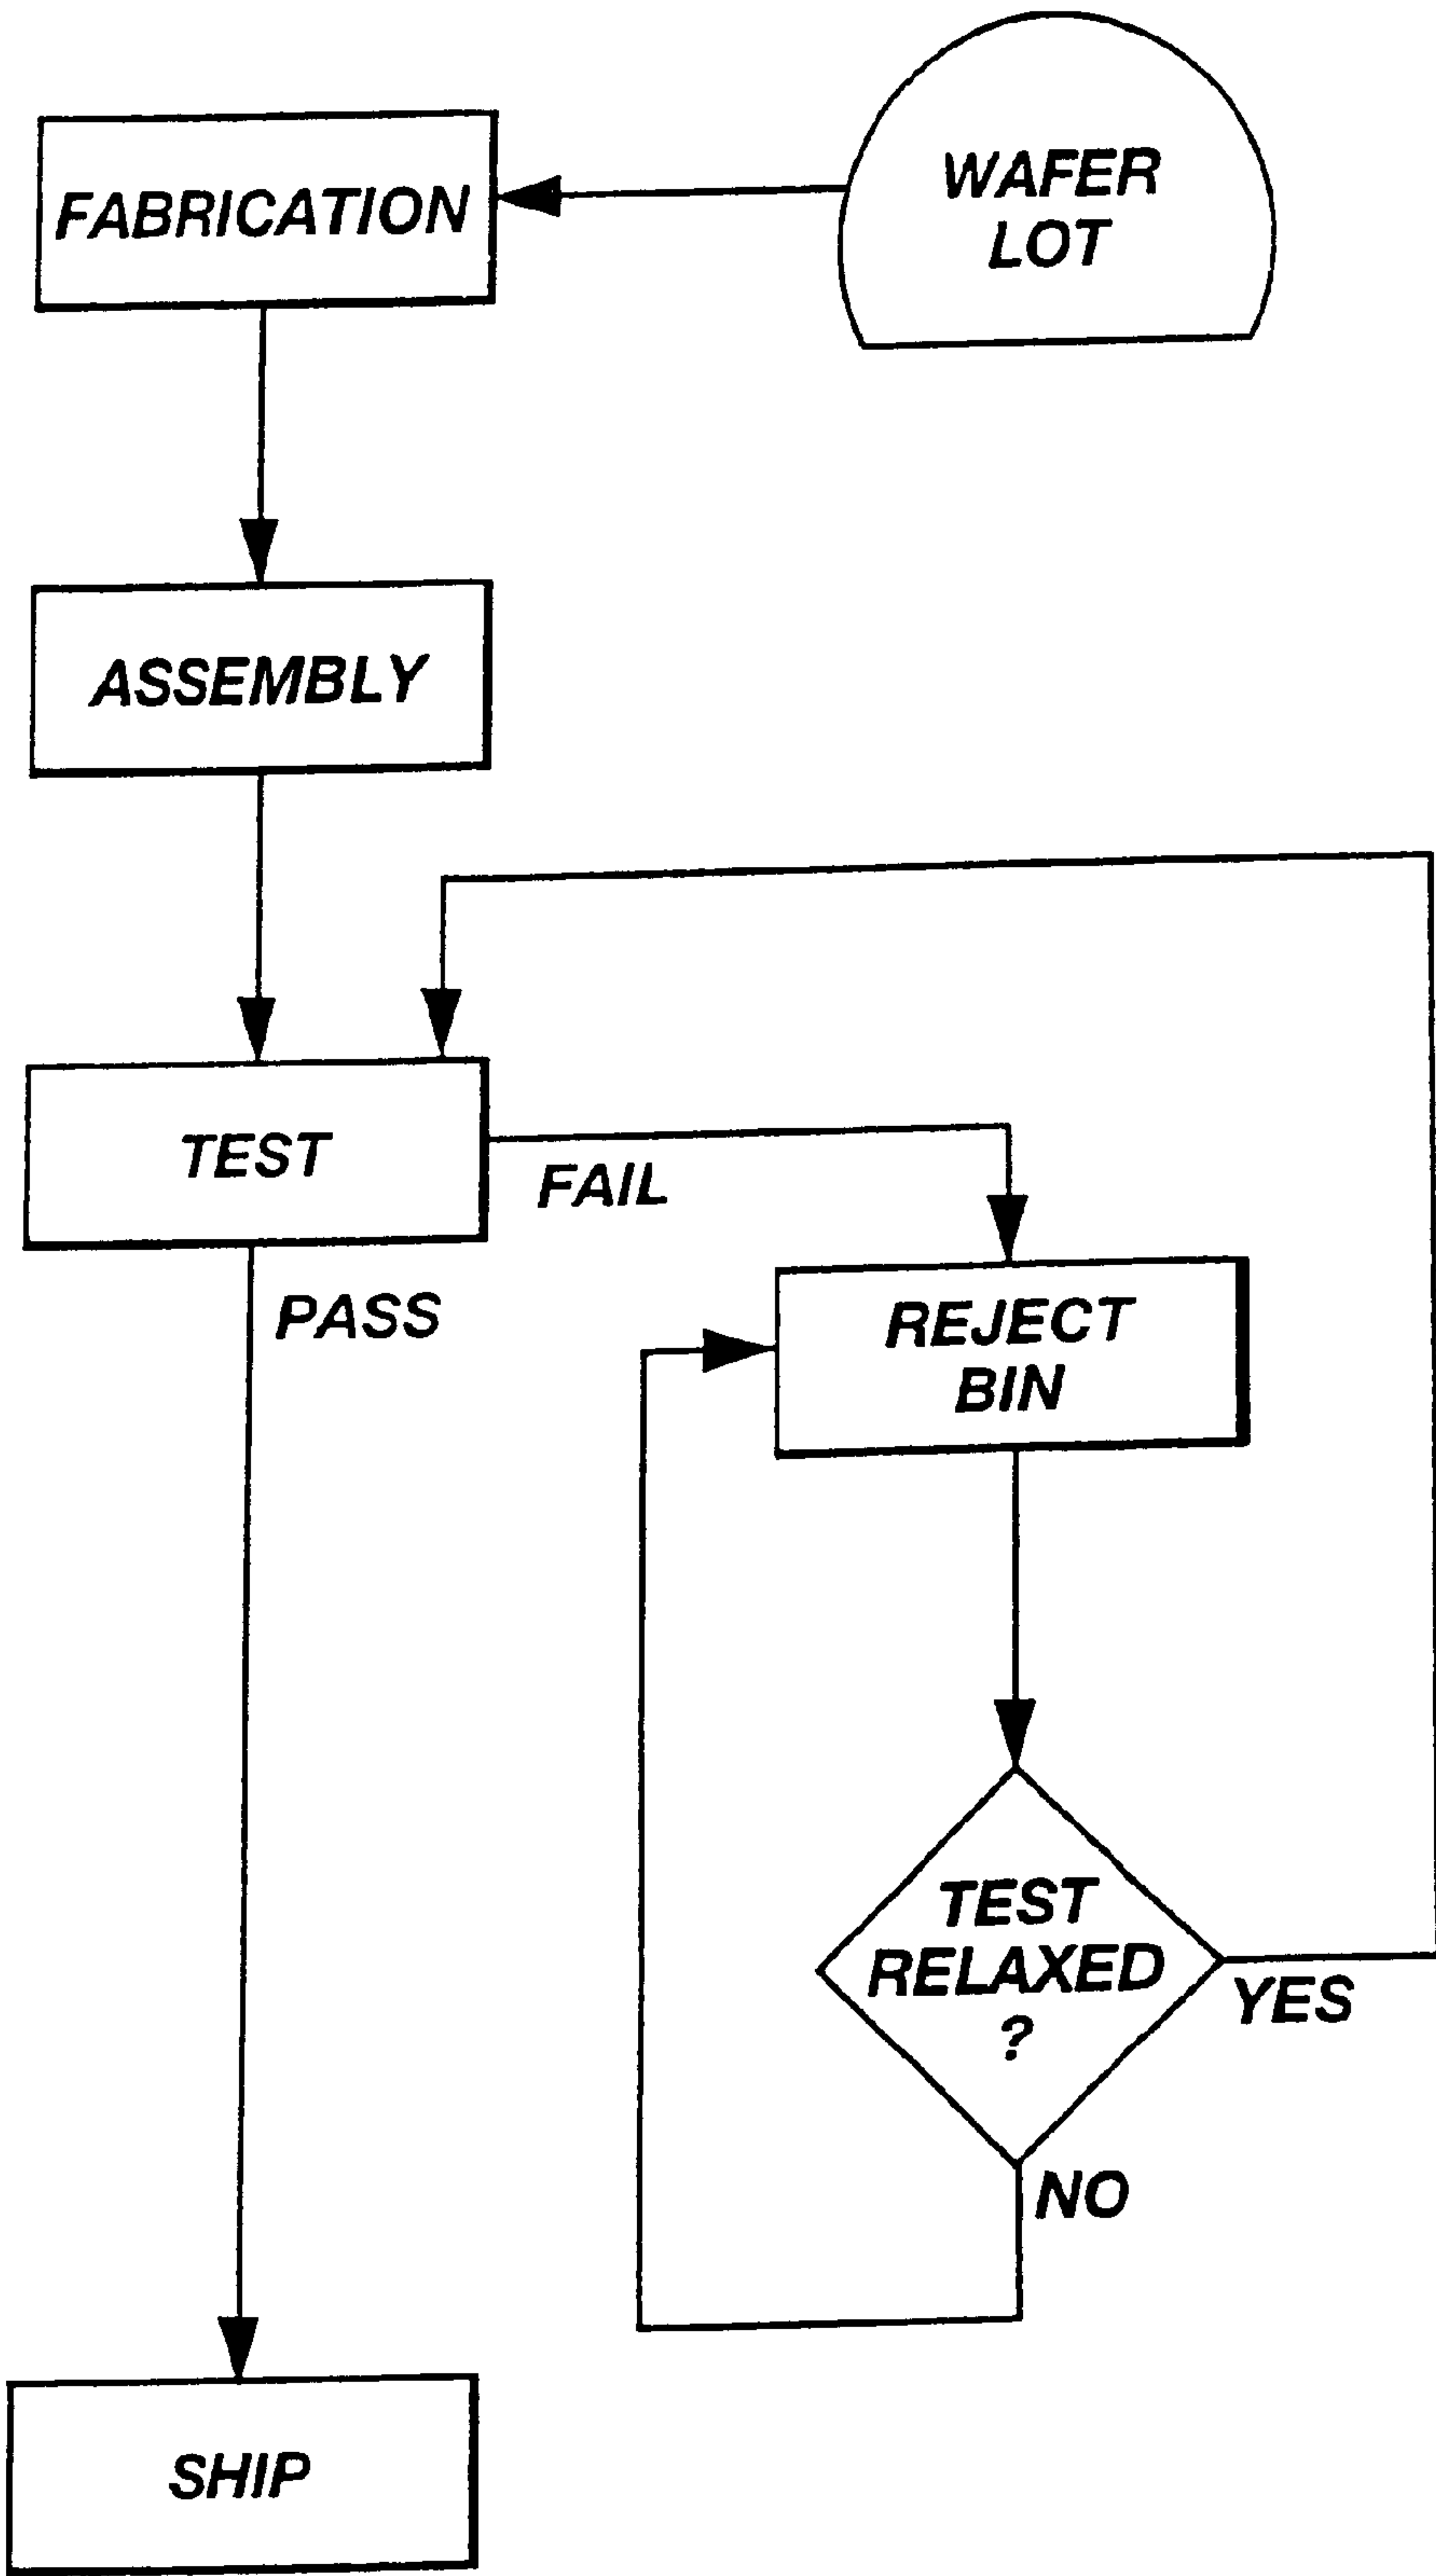 WAFER
LOT
FABRICATION
ASSEMBLY
TEST
FAIL
PASS
REJECT
BIN
TEST
RELAXED
?
YES
NO
SHIP